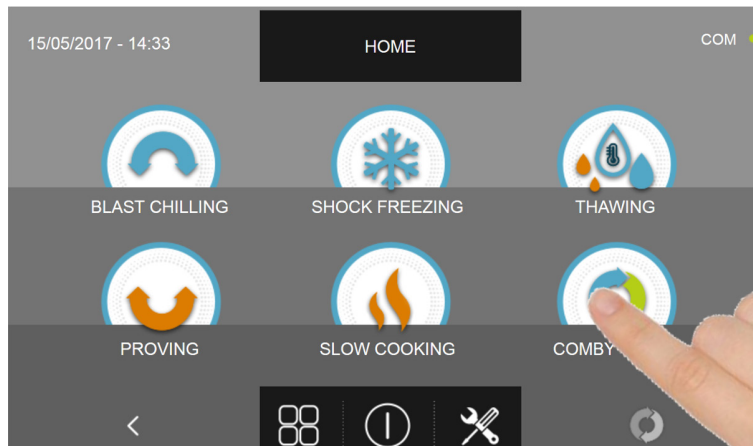 15/05/2017 - 14:33
HOME
COM
BLAST CHILLING
SHOCK FREEZING
THAWING
PROVING
SLOW COOKING
COMBY